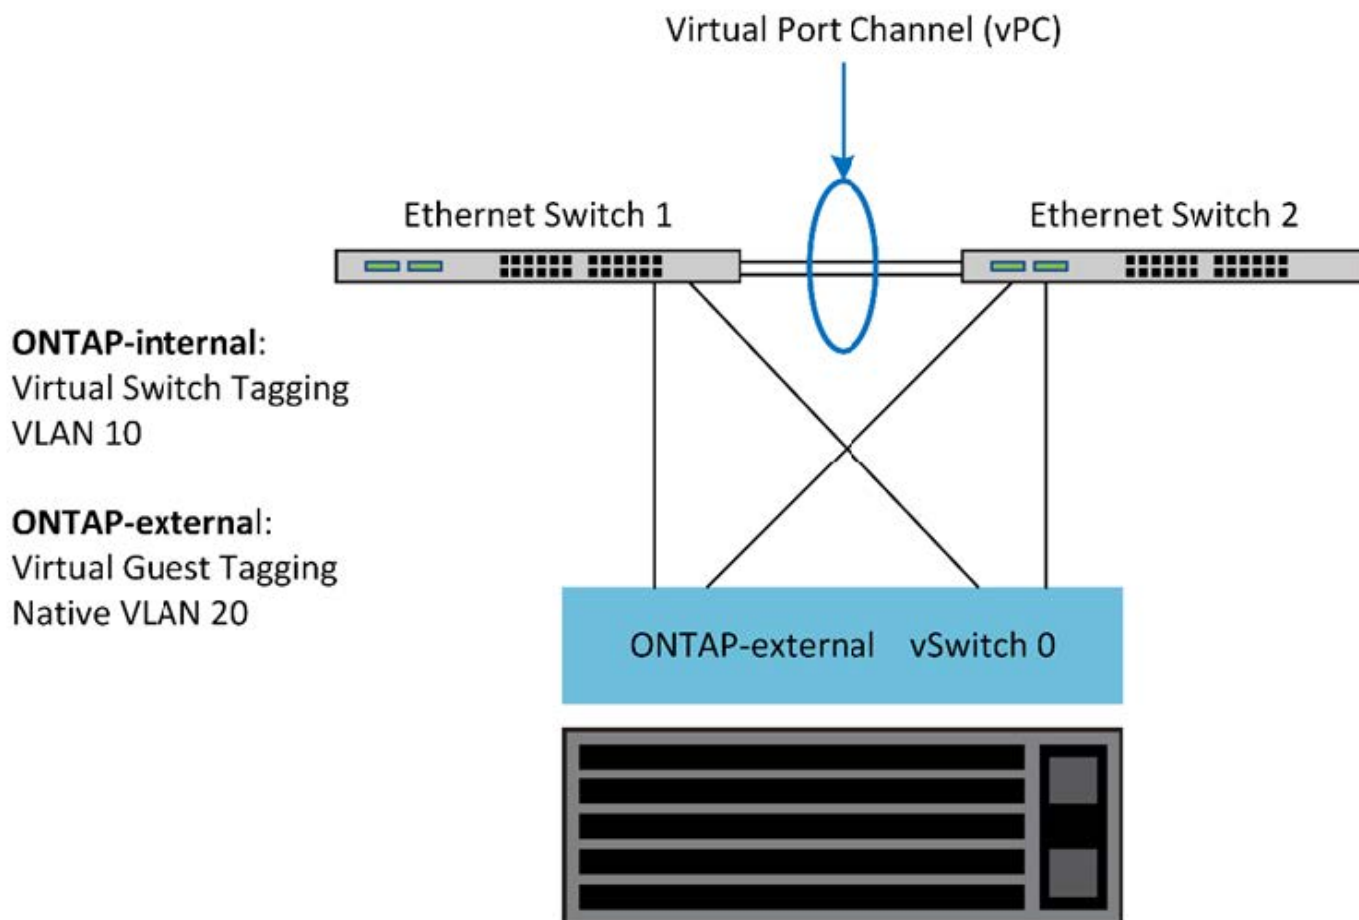 Virtual Port Channel (vPC)
Ethernet Switch 1
Ethernet Switch 2
ONTAP-internal:
Virtual Switch Tagging
VLAN 10
ONTAP-external:
Virtual Guest Tagging
Native VLAN 20
ONTAP-external vSwitch 0